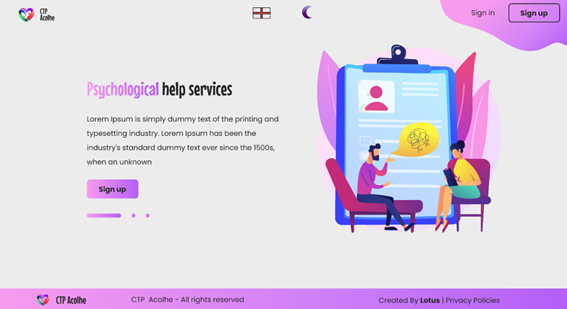 CTP
Acolhe
Sign in
Sign up
Psychological help services
Lorem Ipsum is simply dummy text of the printing and
typesetting industry. Lorem Ipsum has been the
industry's standard dummy text ever since the 1500s,
when an unknown
Sign up
CTP Acolhe
CTP Acolhe - All rights reserved
Created By Lotus | Privacy Policies